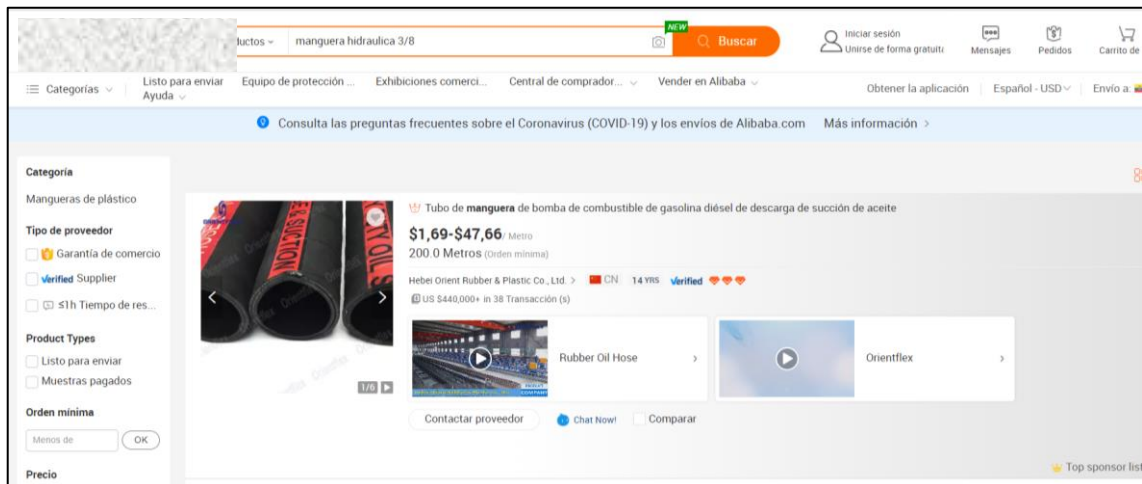 ductos
manguera hidraulica 3/8
NEW
Buscar
Iniciar sesión
Unirse de forma gratuita
Mensajes
Pedidos
Carrito de
Categorías
Listo para enviar
Equipo de protección ...
Exhibiciones comerci...
Central de comprador...
Vender en Alibaba
Ayuda
Obtener la aplicación
Español - USD
Envío a:
Consulta las preguntas frecuentes sobre el Coronavirus (COVID-19) y los envíos de Alibaba.com
Más información >
Categoría
Mangueras de plástico
Tipo de proveedor
Garantía de comercio
Verified Supplier
≤1h Tiempo de res...
Product Types
Listo para enviar
Muestras pagados
Orden mínima
Menos de
OK
Precio
& SUCTION
OIL S
Orientflex
1/6
Tubo de manguera de bomba de combustible de gasolina diésel de descarga de succión de aceite
$1,69-$47,66/ Metro
200.0 Metros (Orden mínima)
Hebei Orient Rubber & Plastic Co., Ltd. >
CN
14 YRS
Verified
US $440,000+ in 38 Transacción (s)
Rubber Oil Hose
Orientflex
Contactar proveedor
Chat Now!
Comparar
Top sponsor list